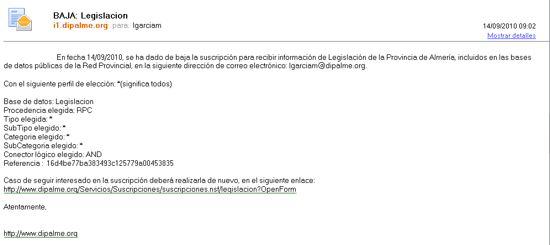 BAJA: Legislacion
i1.dipalme.org para: lgarciam
14/09/2010 09:02
Mostrar detalles
En fecha 14/09/2010, se ha dado de baja la suscripción para recibir información de Legislación de la Provincia de Almería, incluidos en las bases
de datos públicas de la Red Provincial, en la siguiente dirección de correo electrónico: lgarciam@dipalme.org.
Con el siguiente perfil de elección: *(significa todos)
Base de datos: Legislacion
Procedencia elegida: RPC
Tipo elegida: *
SubTipo elegido: *
Categoria elegido: *
SubCategoria elegido: *
Conector lógico elegido: AND
Referencia : 16d4be77ba383493c125779a00453835
Caso de seguir interesado en la suscripción deberá realizarla de nuevo, en el siguiente enlace:
http://www.dipalme.org/Servicios/Suscripciones/suscripciones.nsf/legislacion?OpenForm
Atentamente,
http://www.dipalme.org